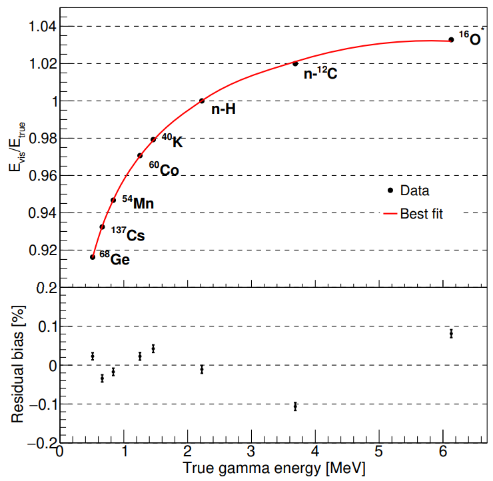 1.04
1.02
1
0.98
0.96
0.94
0.92
E_vis/E_true
16O*
n-12C
n-H
40K
60Co
54Mn
137Cs
68Ge
Data
Best fit
0.2
0.1
0
−0.1
−0.2
Residual bias [%]
0 1 2 3 4 5 6
True gamma energy [MeV]